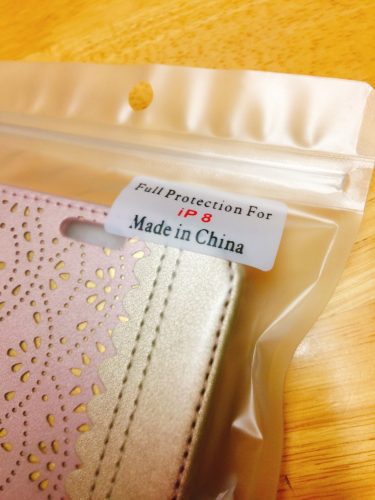 Full Protection For
iP 8
Made in China